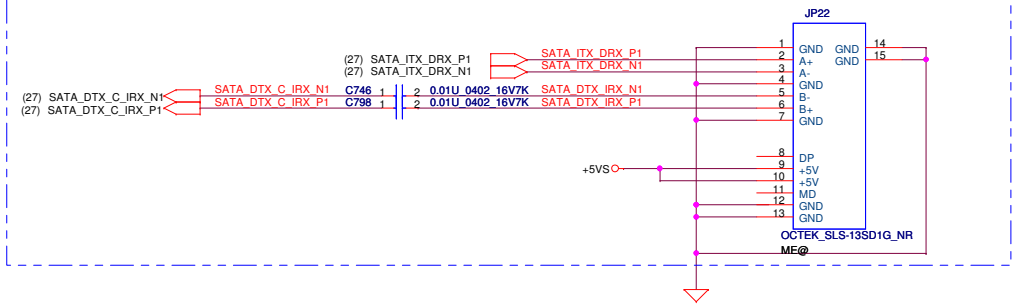 JP22
1 GND GND 14
(27) SATA_ITX_DRX_P1 SATA_ITX_DRX_P1 2 A+ GND 15
(27) SATA_ITX_DRX_N1 SATA_ITX_DRX_N1 3 A-
4 GND
(27) SATA_DTX_C_IRX_N1 SATA_DTX_C_IRX_N1 C746 1 2 0.01U_0402_16V7K SATA_DTX_IRX_N1 5 B-
(27) SATA_DTX_C_IRX_P1 SATA_DTX_C_IRX_P1 C798 1 2 0.01U_0402_16V7K SATA_DTX_IRX_P1 6 B+
7 GND
8 DP
+5VS 9 +5V
10 +5V
11 MD
12 GND
13 GND
OCTEK_SLS-13SD1G_NR
ME@